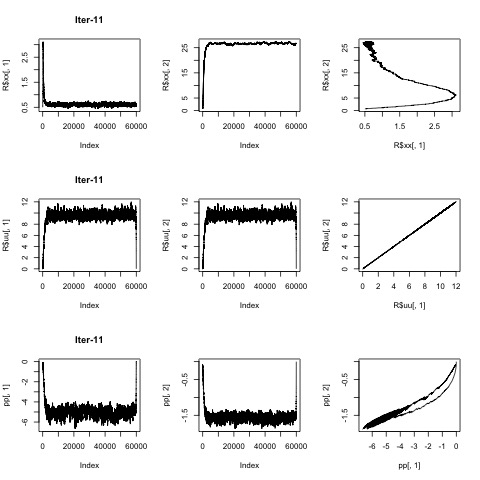 Iter-11
R$xx[, 1]
0.5 1.5 2.5
0 20000 40000 60000
Index
R$xx[, 2]
5 15 25
0 20000 40000 60000
Index
R$xx[, 2]
5 15 25
0.5 1.5 2.5
R$xx[, 1]
Iter-11
R$uu[, 1]
0 2 4 6 8 12
0 20000 40000 60000
Index
R$uu[, 2]
0 2 4 6 8 12
0 20000 40000 60000
Index
R$uu[, 2]
0 2 4 6 8 12
0 2 4 6 8 10 12
R$uu[, 1]
Iter-11
pp[, 1]
-6 -4 -2 0
0 20000 40000 60000
Index
pp[, 2]
-1.5 -0.5
0 20000 40000 60000
Index
pp[, 2]
-1.5 -0.5
-6 -5 -4 -3 -2 -1 0
pp[, 1]